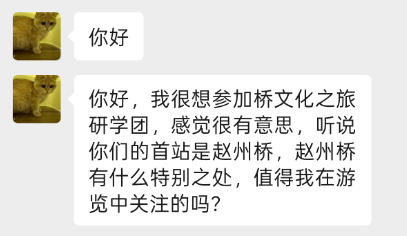 你好
你好，我很想参加桥文化之旅
研学团，感觉很有意思，听说
你们的首站是赵州桥，赵州桥
有什么特别之处，值得我在游
览中关注的吗？